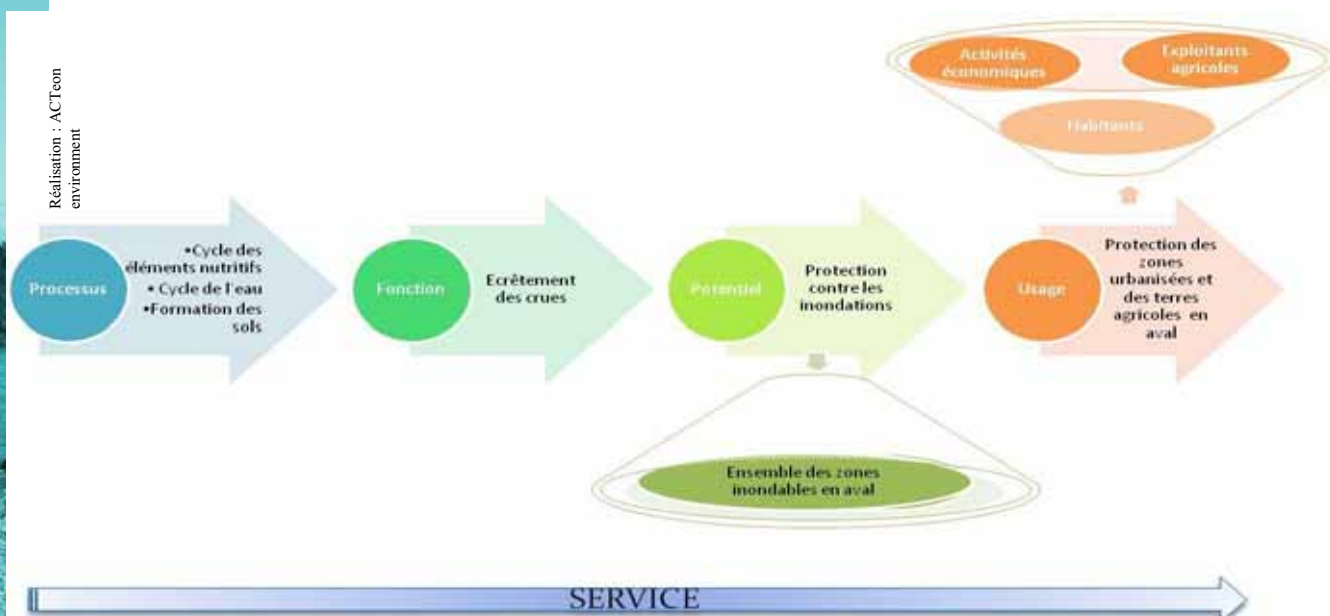 Réalisation : ACTeon
environment
Activités
économiques
Exploitants
agricoles
Habitants
Processus
•Cycle des
éléments nutritifs
• Cycle de l'eau
•Formation des
sols
Fonction
Ecrêtement
des crues
Potentiel
Protection
contre les
inondations
Usage
Protection des
zones
urbanisées et
des terres
agricoles en
aval
Ensemble des zones
inondables en aval
SERVICE